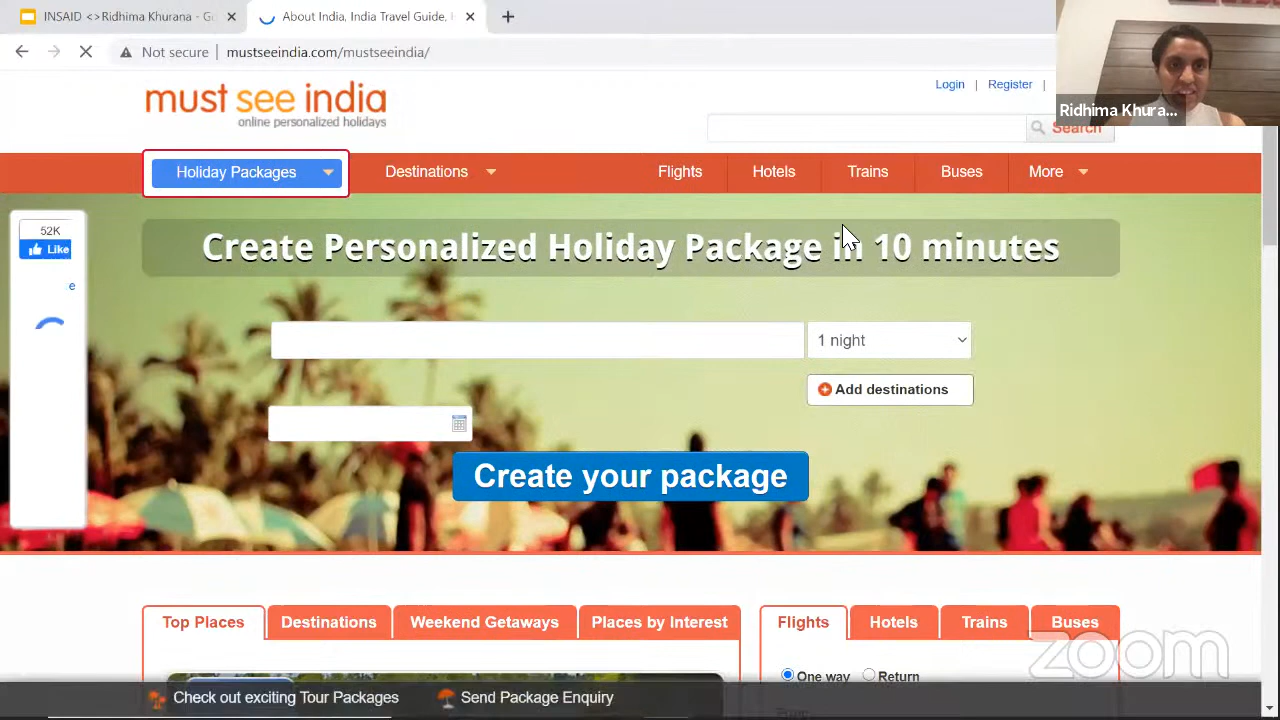 INSAID <>Ridhima Khurana - Go
About India, India Travel Guide, H
Not secure
mustseeindia.com/mustseeindia/
Ridhima Khura...
must see india
online personalized holidays
Login | Register |
Search
Holiday Packages
Destinations
Flights
Hotels
Trains
Buses
More
52K
Like
e
Create Personalized Holiday Package in 10 minutes
1 night
Add destinations
Create your package
Top Places
Destinations
Weekend Getaways
Places by Interest
Flights
Hotels
Trains
Buses
One way
Return
zoom
Check out exciting Tour Packages
Send Package Enquiry